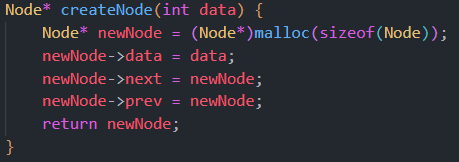 Node* createNode(int data) {
    Node* newNode = (Node*)malloc(sizeof(Node));
    newNode->data = data;
    newNode->next = newNode;
    newNode->prev = newNode;
    return newNode;
}